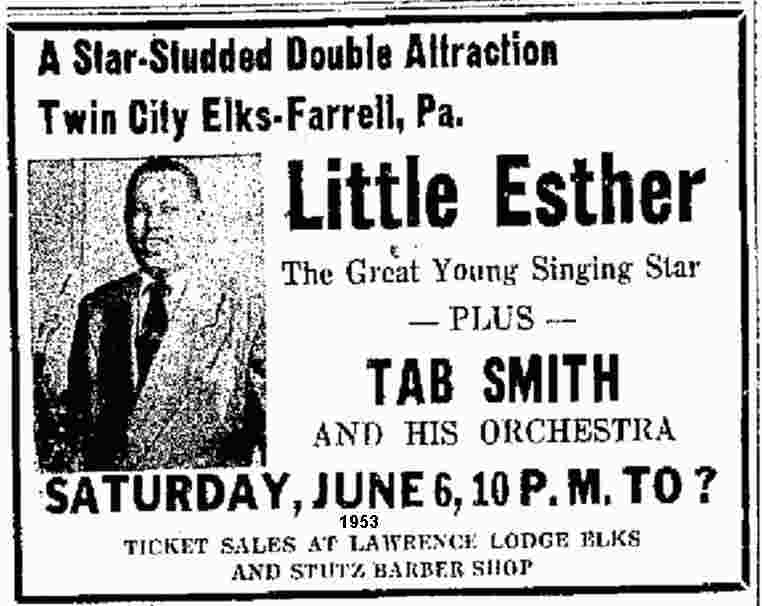 A Star-Studded Double Attraction
Twin City Elks-Farrell, Pa.
Little Esther
The Great Young Singing Star
— PLUS —
TAB SMITH
AND HIS ORCHESTRA
SATURDAY, JUNE 6, 10 P. M. TO ?
1953
TICKET SALES AT LAWRENCE LODGE ELKS
AND STUTZ BARBER SHOP